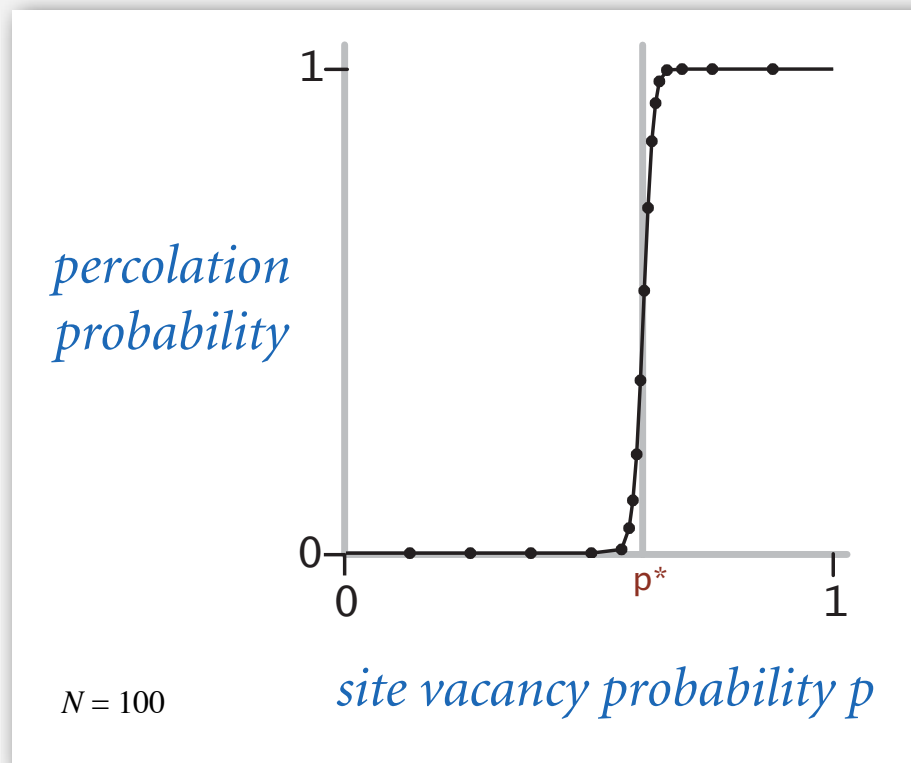 1
percolation
probability
0
p*
0
1
site vacancy probability p
N = 100